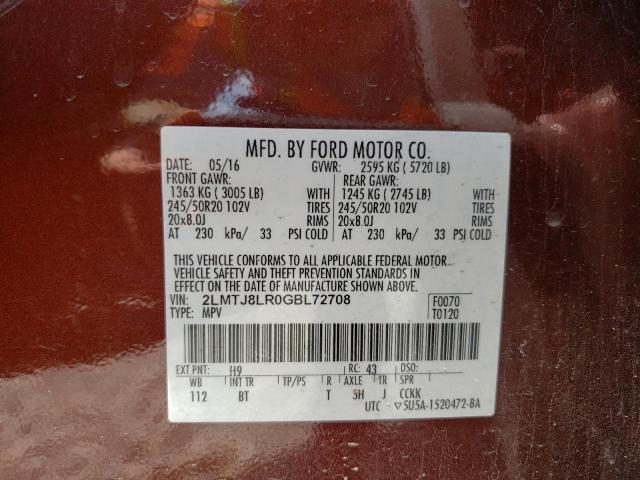 MFD. BY FORD MOTOR CO.
DATE: 05/16 GVWR: 2595 KG ( 5720 LB)
FRONT GAWR: REAR GAWR:
1363 KG ( 3005 LB) WITH 1245 KG ( 2745 LB) WITH
245/50R20 102V TIRES 245/50R20 102V TIRES
20x8.0J RIMS 20x8.0J RIMS
AT 230 kPa/ 33 PSI COLD AT 230 kPa/ 33 PSI COLD
THIS VEHICLE CONFORMS TO ALL APPLICABLE FEDERAL MOTOR
VEHICLE SAFETY AND THEFT PREVENTION STANDARDS IN
EFFECT ON THE DATE OF MANUFACTURE SHOWN ABOVE.
VIN: 2LMTJ8LR0GBL72708 F0070
TYPE: MPV T0120
EXT PNT: H9 RC: 43 DSO:
WB INT TR TP/PS R AXLE TR SPR
112 BT T SH J CCKK
UTC ▽5U5A-1520472-BA